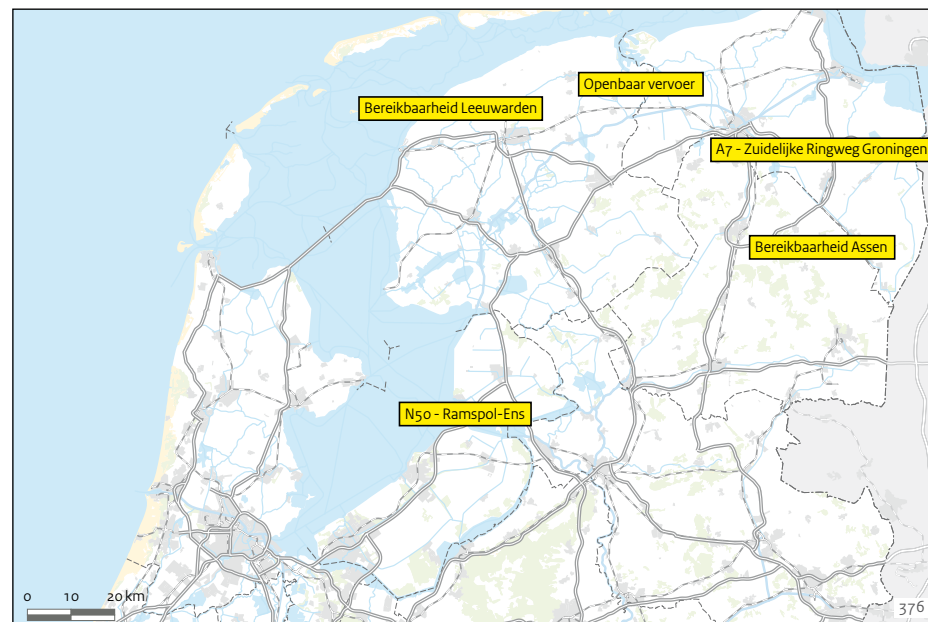 Openbaar vervoer
Bereikbaarheid Leeuwarden
A7 - Zuidelijke Ringweg Groningen
Bereikbaarheid Assen
N50 - Ramspol-Ens
0 10 20 km
376